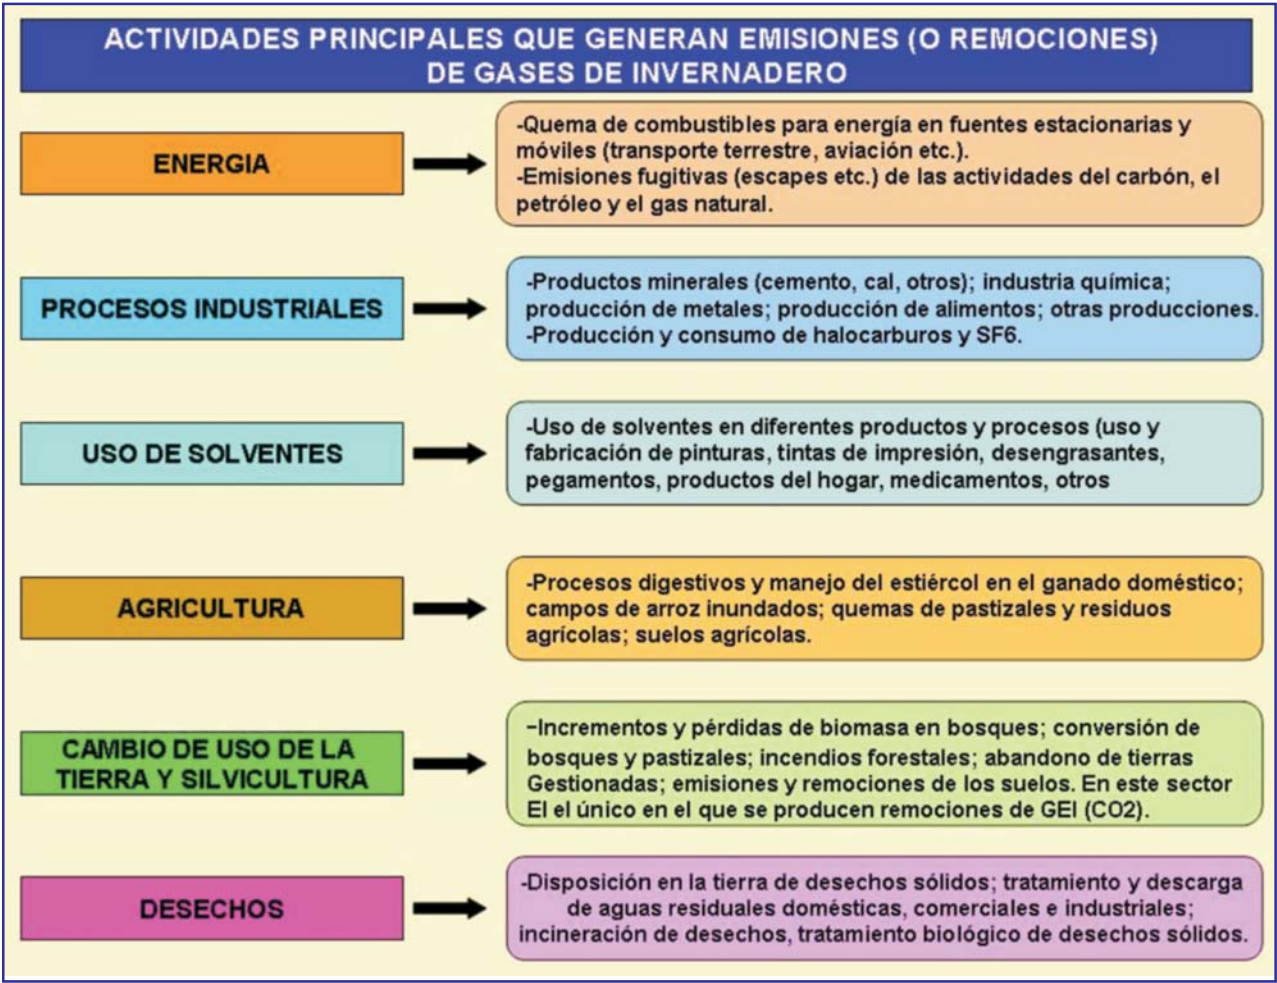 ACTIVIDADES PRINCIPALES QUE GENERAN EMISIONES (O REMOCIONES)
DE GASES DE INVERNADERO
ENERGIA
-Quema de combustibles para energía en fuentes estacionarias y
móviles (transporte terrestre, aviación etc.).
-Emisiones fugitivas (escapes etc.) de las actividades del carbón, el
petróleo y el gas natural.
PROCESOS INDUSTRIALES
-Productos minerales (cemento, cal, otros); industria química;
producción de metales; producción de alimentos; otras producciones.
-Producción y consumo de halocarburos y SF6.
USO DE SOLVENTES
-Uso de solventes en diferentes productos y procesos (uso y
fabricación de pinturas, tintas de impresión, desengrasantes,
pegamentos, productos del hogar, medicamentos, otros
AGRICULTURA
-Procesos digestivos y manejo del estiércol en el ganado doméstico;
campos de arroz inundados; quemas de pastizales y residuos
agrícolas; suelos agrícolas.
CAMBIO DE USO DE LA
TIERRA Y SILVICULTURA
-Incrementos y pérdidas de biomasa en bosques; conversión de
bosques y pastizales; incendios forestales; abandono de tierras
Gestionadas; emisiones y remociones de los suelos. En este sector
El el único en el que se producen remociones de GEI (CO2).
DESECHOS
-Disposición en la tierra de desechos sólidos; tratamiento y descarga
de aguas residuales domésticas, comerciales e industriales;
incineración de desechos, tratamiento biológico de desechos sólidos.